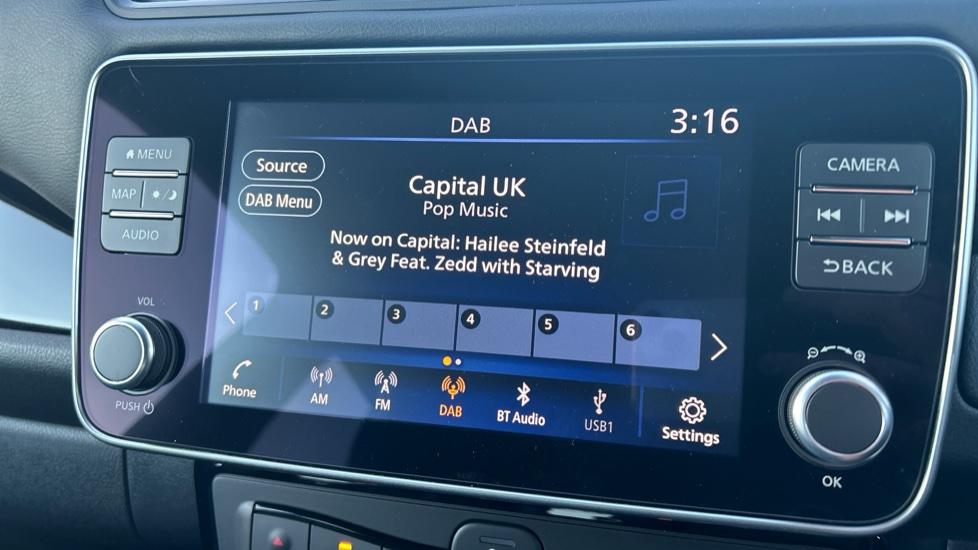 DAB
3:16
Source
DAB Menu
Capital UK
Pop Music
Now on Capital: Hailee Steinfeld
& Grey Feat. Zedd with Starving
1 2 3 4 5 6
Phone
AM
FM
DAB
BT Audio
USB1
Settings
MENU
MAP
AUDIO
VOL
PUSH
CAMERA
BACK
OK